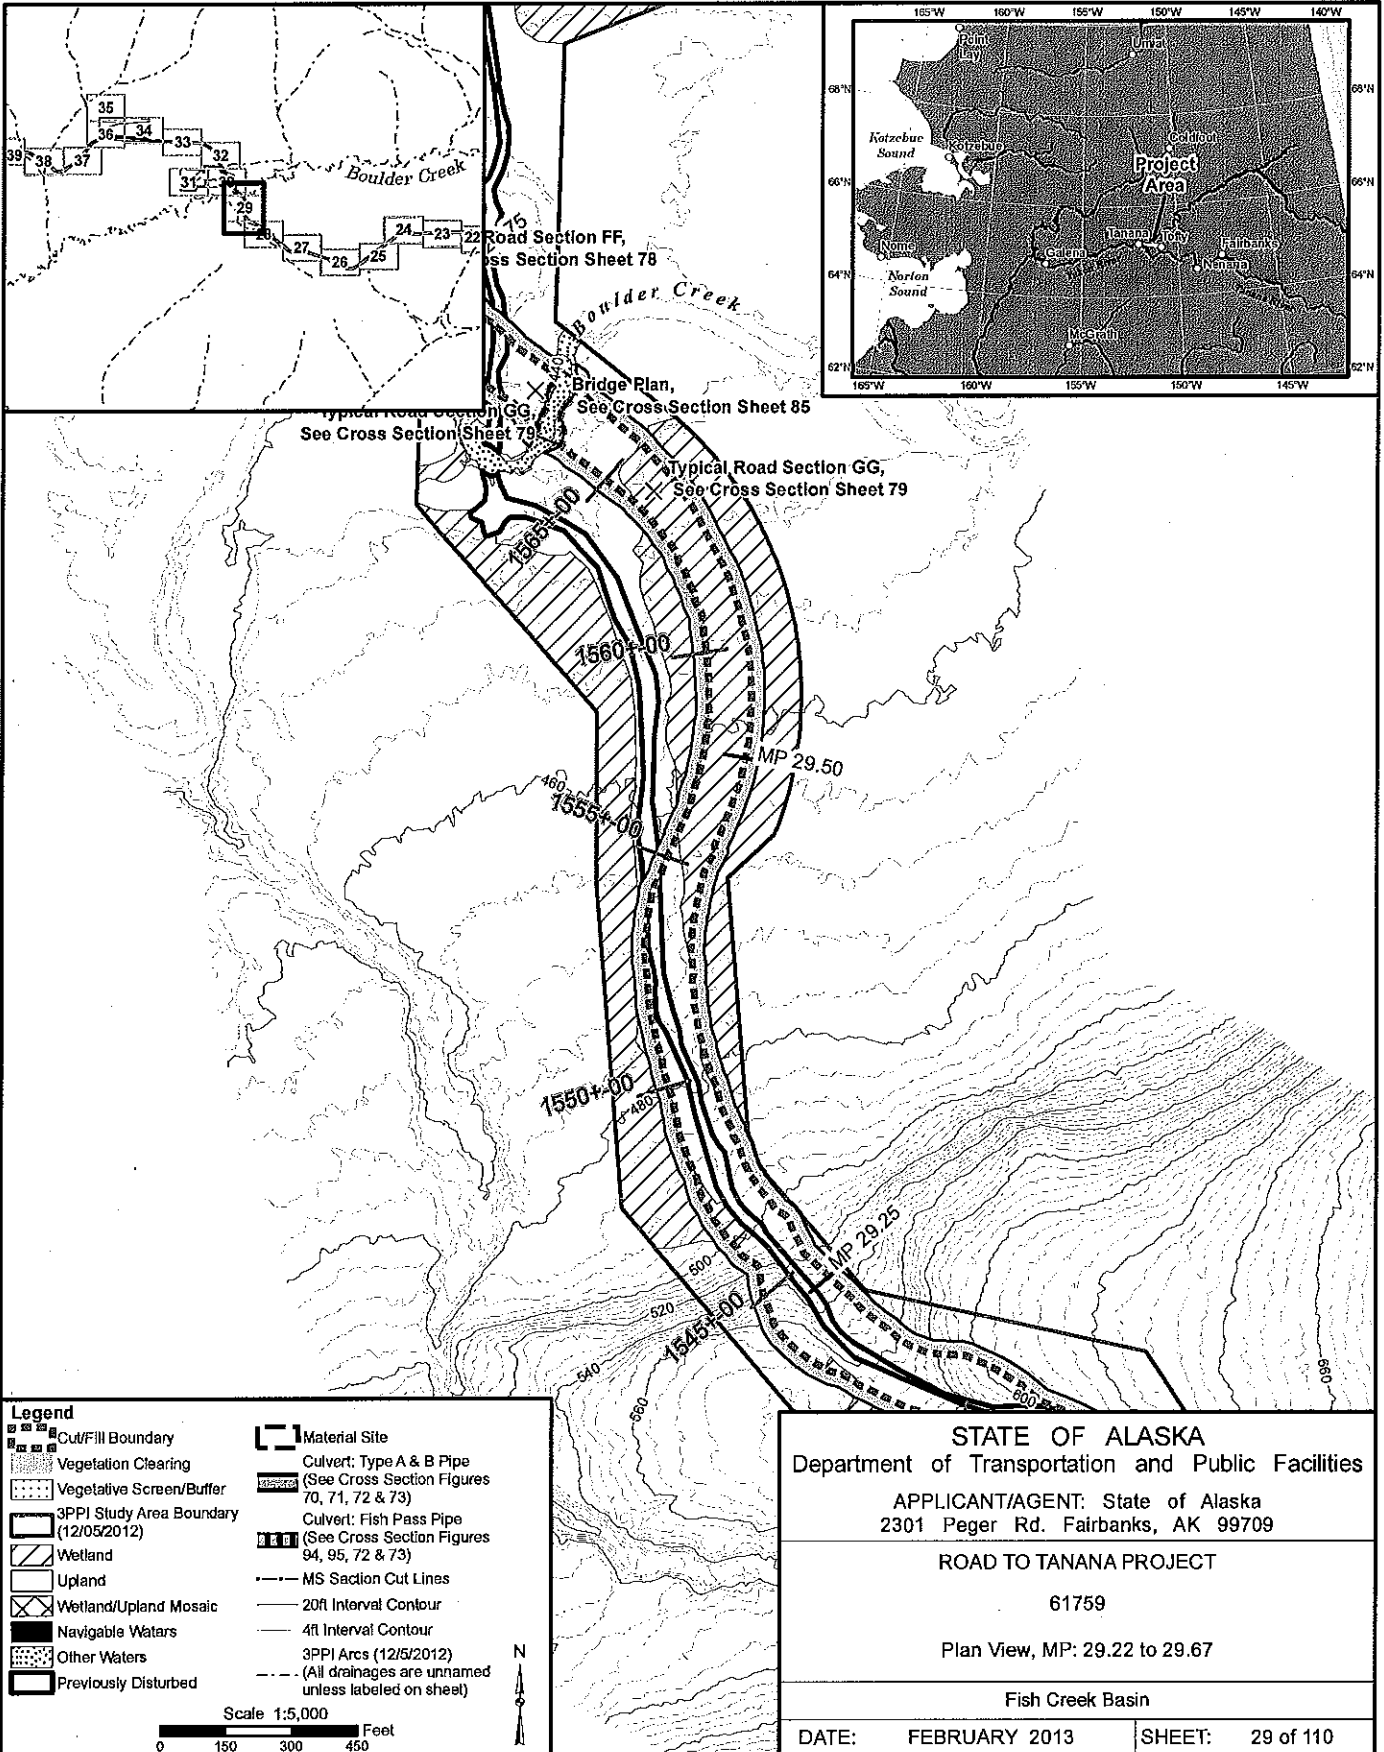 35
36
34
33
32
39
38
37
31
Boulder Creek
29
28
27
26
25
24
23
22
75
Road Section FF,
ss Section Sheet 78
Boulder Creek
440
Bridge Plan,
See Cross Section Sheet 85
Typical Road Section GG,
See Cross Section Sheet 79
Typical Road Section GG,
See Cross Section Sheet 79
165°W 160°W 155°W 150°W 145°W 140°W
Point Lay
Umiat
68°N 68°N
Kotzebue Sound
Kotzebue
Coldfoot
Project Area
66°N 66°N
Nome
Tanana
Tofty
Fairbanks
Galena
Nenana
64°N 64°N
Norton Sound
McGrath
62°N 62°N
165°W 160°W 155°W 150°W 145°W
1565+00
1560+00
MP 29.50
460
1555+00
1550+00
480
MP 29.25
500
520
1545+00
540
560
600
660
Legend
Cut/Fill Boundary
Vegetation Clearing
Vegetative Screen/Buffer
3PPI Study Area Boundary
(12/05/2012)
Wetland
Upland
Wetland/Upland Mosaic
Navigable Waters
Other Waters
Previously Disturbed
Material Site
Culvert: Type A & B Pipe
(See Cross Section Figures
70, 71, 72 & 73)
Culvert: Fish Pass Pipe
(See Cross Section Figures
94, 95, 72 & 73)
MS Section Cut Lines
20ft Interval Contour
4ft Interval Contour
3PPI Arcs (12/5/2012)
(All drainages are unnamed
unless labeled on sheet)
N
Scale 1:5,000
Feet
0 150 300 450
STATE OF ALASKA
Department of Transportation and Public Facilities
APPLICANT/AGENT: State of Alaska
2301 Peger Rd. Fairbanks, AK 99709
ROAD TO TANANA PROJECT
61759
Plan View, MP: 29.22 to 29.67
Fish Creek Basin
DATE: FEBRUARY 2013 SHEET: 29 of 110